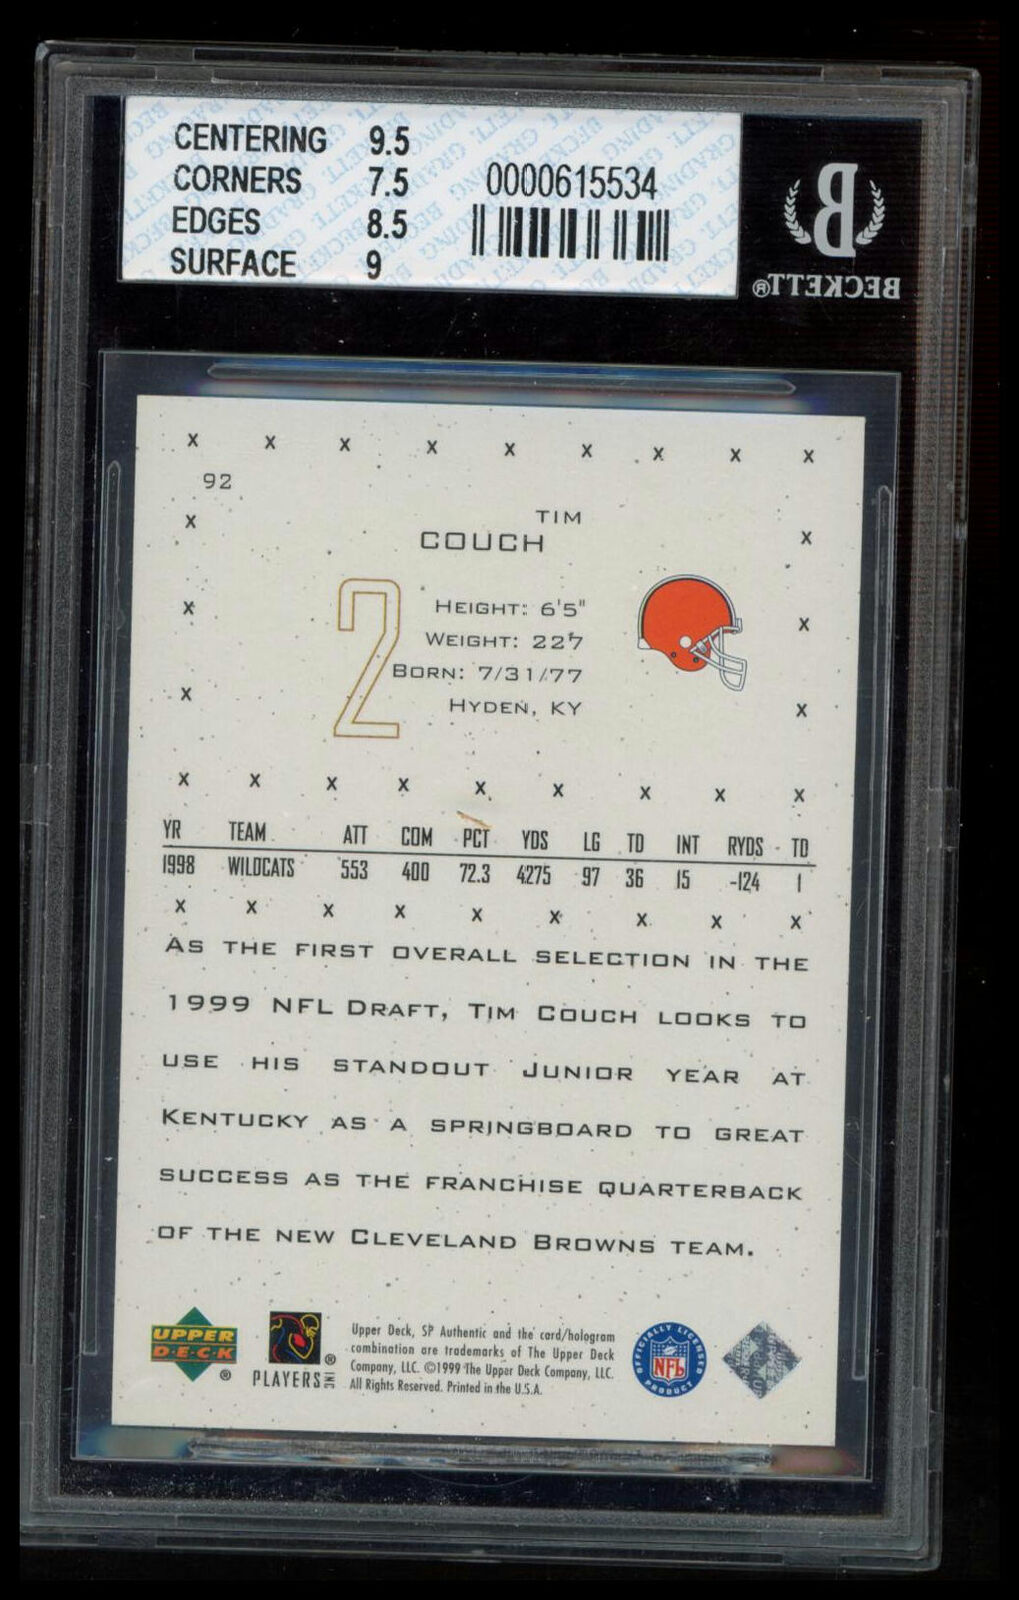 CENTERING 9.5
CORNERS 7.5
EDGES 8.5
SURFACE 9
0000615534
BECKETT®
92
TIM
COUCH
2
HEIGHT: 6'5"
WEIGHT: 227
BORN: 7/31/77
HYDEN, KY
YR TEAM ATT COM PCT YDS LG TD INT RYDS TD
1998 WILDCATS 553 400 72.3 4275 97 36 15 -124 1
AS THE FIRST OVERALL SELECTION IN THE
1999 NFL DRAFT, TIM COUCH LOOKS TO
USE HIS STANDOUT JUNIOR YEAR AT
KENTUCKY AS A SPRINGBOARD TO GREAT
SUCCESS AS THE FRANCHISE QUARTERBACK
OF THE NEW CLEVELAND BROWNS TEAM.
UPPER
DECK®
PLAYERS INC®
Upper Deck, SP Authentic and the card/hologram
combination are trademarks of The Upper Deck
Company, LLC. ©1999 The Upper Deck Company, LLC.
All Rights Reserved. Printed in the U.S.A.
OFFICIALLY LICENSED
NFL
PRODUCT